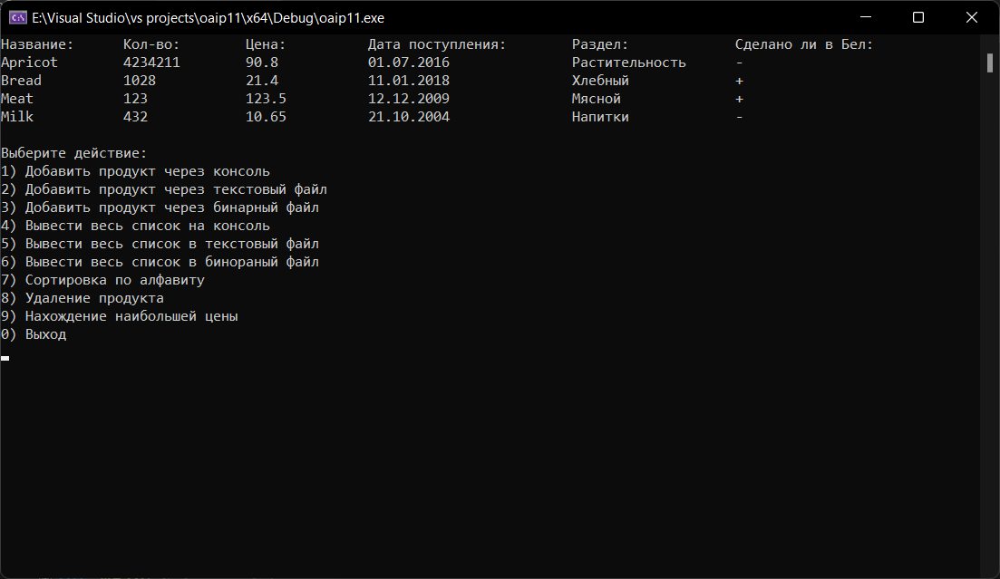 E:\Visual Studio\vs projects\oaip11\x64\Debug\oaip11.exe
Название: Кол-во: Цена: Дата поступления: Раздел: Сделано ли в Бел:
Apricot 4234211 90.8 01.07.2016 Растительность -
Bread 1028 21.4 11.01.2018 Хлебный +
Meat 123 123.5 12.12.2009 Мясной +
Milk 432 10.65 21.10.2004 Напитки -
Выберите действие:
1) Добавить продукт через консоль
2) Добавить продукт через текстовый файл
3) Добавить продукт через бинарный файл
4) Вывести весь список на консоль
5) Вывести весь список в текстовый файл
6) Вывести весь список в бинораный файл
7) Сортировка по алфавиту
8) Удаление продукта
9) Нахождение наибольшей цены
0) Выход